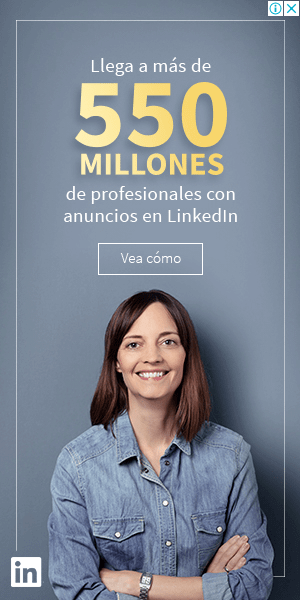 Llega a más de
550
MILLONES
de profesionales con
anuncios en LinkedIn
Vea cómo
in